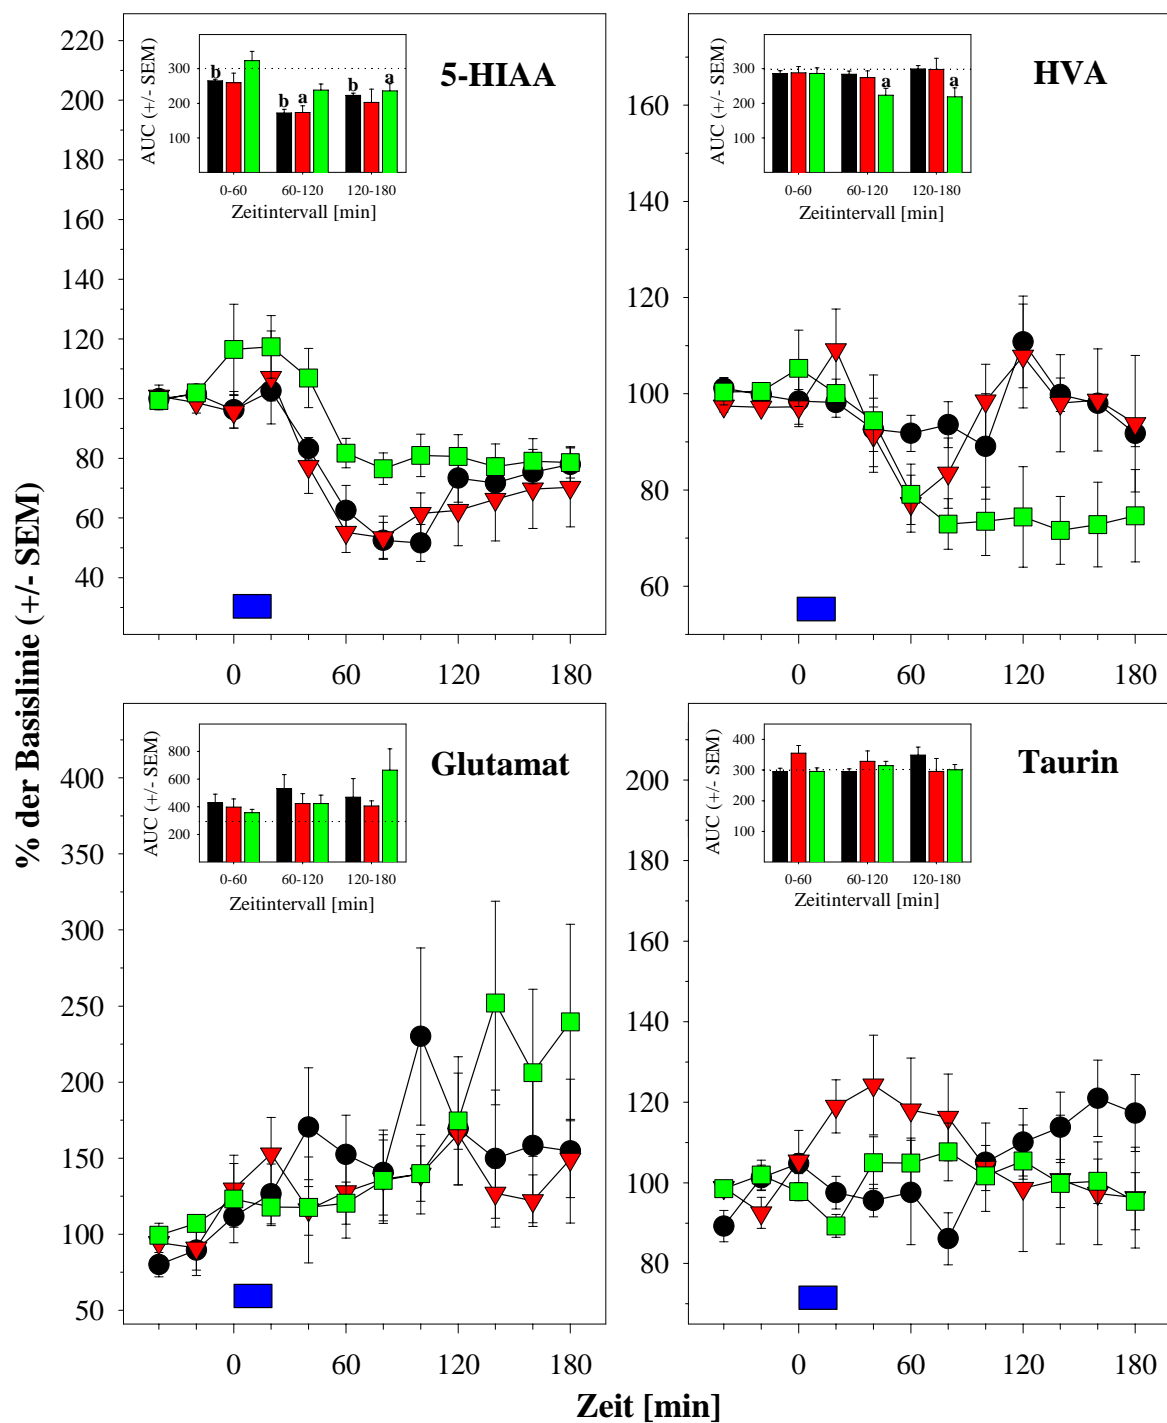 % der Basislinie (+/- SEM)
5-HIAA
220
200
180
160
140
120
100
80
60
40
0 60 120 180
AUC (+/- SEM)
300
200
100
b b a b a
0-60 60-120 120-180
Zeitintervall [min]
HVA
160
140
120
100
80
60
0 60 120 180
AUC (+/- SEM)
300
200
100
a a
0-60 60-120 120-180
Zeitintervall [min]
Glutamat
400
350
300
250
200
150
100
50
0 60 120 180
AUC (+/- SEM)
800
600
400
200
0-60 60-120 120-180
Zeitintervall [min]
Taurin
200
180
160
140
120
100
80
0 60 120 180
AUC (+/- SEM)
400
300
200
100
0-60 60-120 120-180
Zeitintervall [min]
Zeit [min]